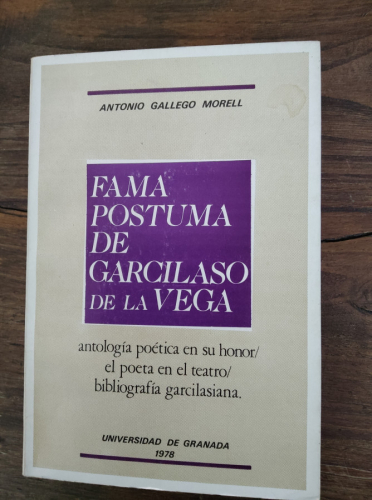 ANTONIO GALLEGO MORELL
FAMA
POSTUMA
DE
GARCILASO
DE LA VEGA
antología poética en su honor/
el poeta en el teatro/
bibliografía garcilasiana.
UNIVERSIDAD DE GRANADA
1978